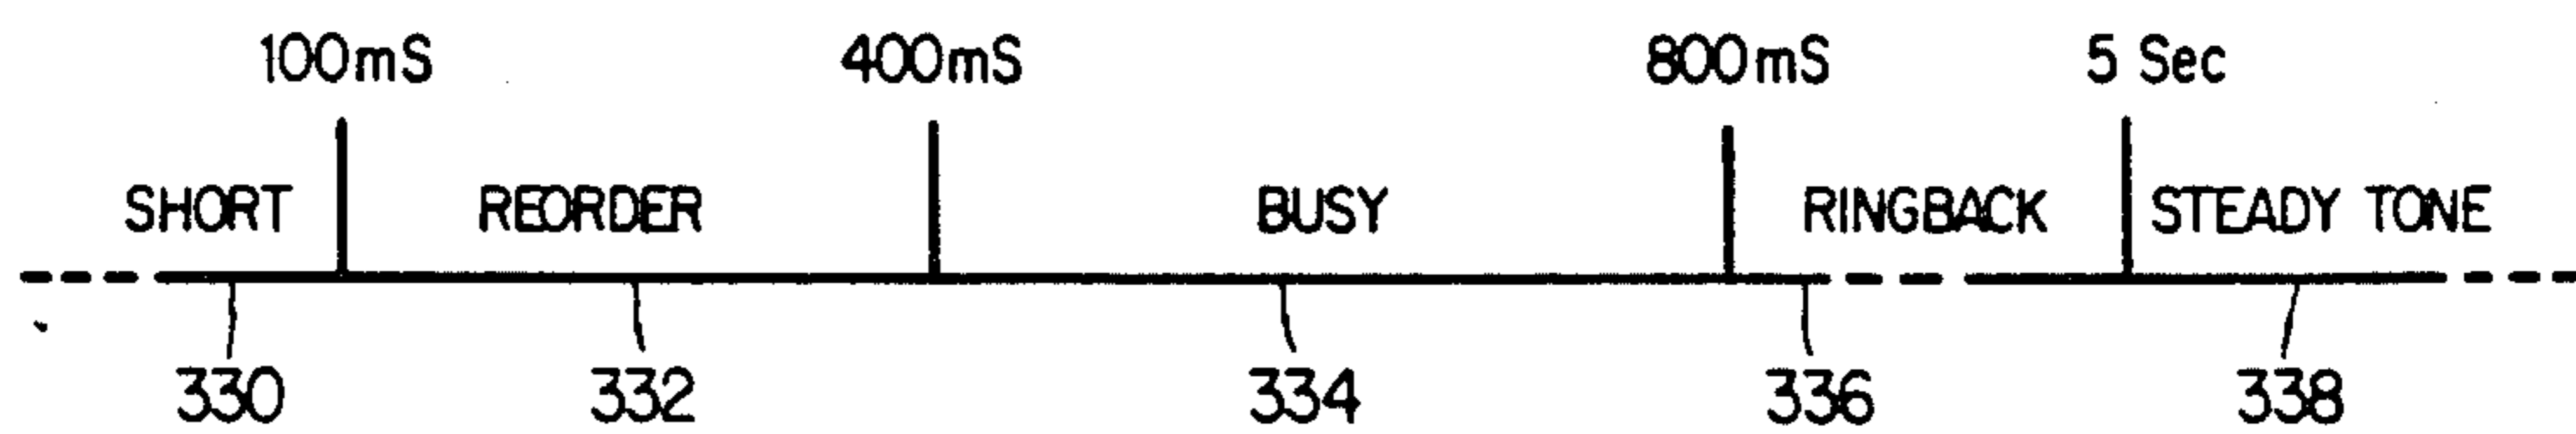 100mS 400mS 800mS 5 Sec
SHORT REORDER BUSY RINGBACK STEADY TONE
330 332 334 336 338